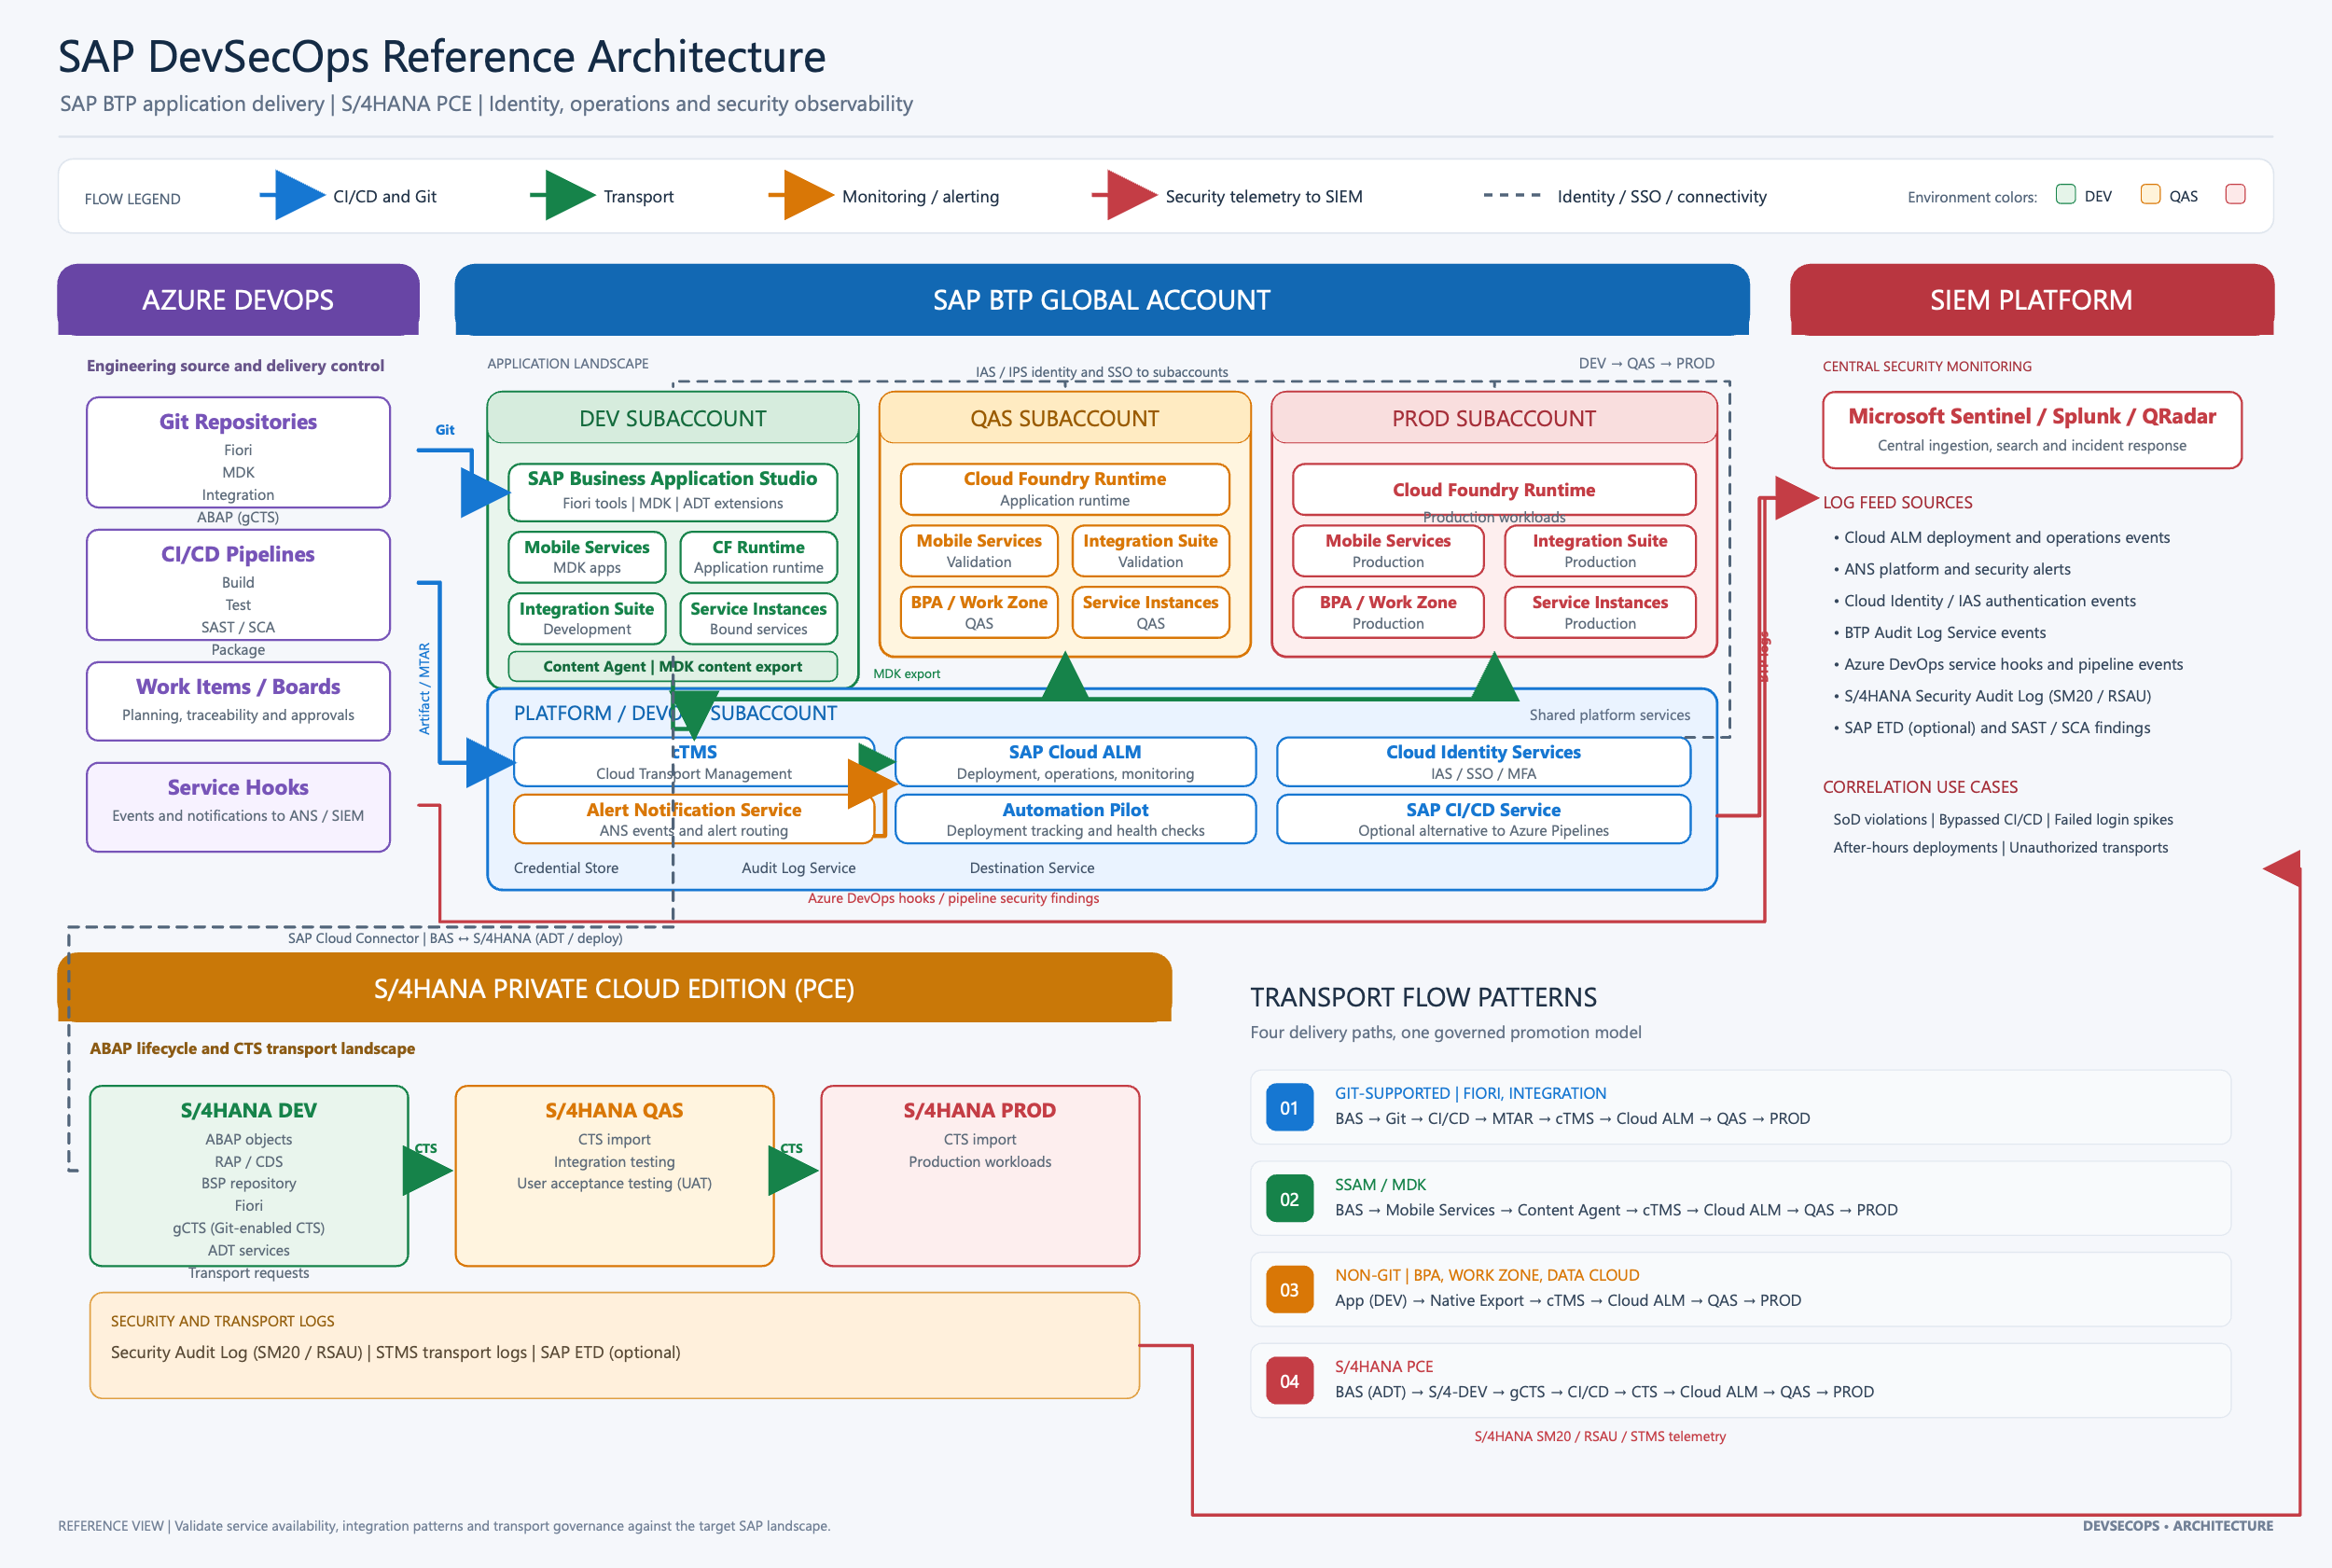 SAP DevSecOps Reference Architecture
SAP BTP application delivery | S/4HANA PCE | Identity, operations and security observability
FLOW LEGEND
CI/CD and Git
Transport
Monitoring / alerting
Security telemetry to SIEM
Identity / SSO / connectivity
Environment colors:
DEV
QAS
AZURE DEVOPS
Engineering source and delivery control
Git Repositories
Fiori
MDK
Integration
ABAP (gCTS)
CI/CD Pipelines
Build
Test
SAST / SCA
Package
Work Items / Boards
Planning, traceability and approvals
Service Hooks
Events and notifications to ANS / SIEM
Git
Artifact / MTAR
SAP BTP GLOBAL ACCOUNT
APPLICATION LANDSCAPE
IAS / IPS identity and SSO to subaccounts
DEV → QAS → PROD
DEV SUBACCOUNT
SAP Business Application Studio
Fiori tools | MDK | ADT extensions
Mobile Services
MDK apps
CF Runtime
Application runtime
Integration Suite
Development
Service Instances
Bound services
Content Agent | MDK content export
QAS SUBACCOUNT
Cloud Foundry Runtime
Application runtime
Mobile Services
Validation
Integration Suite
Validation
BPA / Work Zone
QAS
Service Instances
QAS
PROD SUBACCOUNT
Cloud Foundry Runtime
Production workloads
Mobile Services
Production
Integration Suite
Production
BPA / Work Zone
Production
Service Instances
Production
MDK export
PLATFORM / DEVOPS SUBACCOUNT
Shared platform services
cTMS
Cloud Transport Management
SAP Cloud ALM
Deployment, operations, monitoring
Cloud Identity Services
IAS / SSO / MFA
Alert Notification Service
ANS events and alert routing
Automation Pilot
Deployment tracking and health checks
SAP CI/CD Service
Optional alternative to Azure Pipelines
Credential Store
Audit Log Service
Destination Service
Azure DevOps hooks / pipeline security findings
SAP Cloud Connector | BAS ↔ S/4HANA (ADT / deploy)
SIEM PLATFORM
CENTRAL SECURITY MONITORING
Microsoft Sentinel / Splunk / QRadar
Central ingestion, search and incident response
LOG FEED SOURCES
• Cloud ALM deployment and operations events
• ANS platform and security alerts
• Cloud Identity / IAS authentication events
• BTP Audit Log Service events
• Azure DevOps service hooks and pipeline events
• S/4HANA Security Audit Log (SM20 / RSAU)
• SAP ETD (optional) and SAST / SCA findings
CORRELATION USE CASES
SoD violations | Bypassed CI/CD | Failed login spikes
After-hours deployments | Unauthorized transports
S/4HANA PRIVATE CLOUD EDITION (PCE)
ABAP lifecycle and CTS transport landscape
S/4HANA DEV
ABAP objects
RAP / CDS
BSP repository
Fiori
gCTS (Git-enabled CTS)
ADT services
Transport requests
CTS
S/4HANA QAS
CTS import
Integration testing
User acceptance testing (UAT)
CTS
S/4HANA PROD
CTS import
Production workloads
SECURITY AND TRANSPORT LOGS
Security Audit Log (SM20 / RSAU) | STMS transport logs | SAP ETD (optional)
TRANSPORT FLOW PATTERNS
Four delivery paths, one governed promotion model
01
GIT-SUPPORTED | FIORI, INTEGRATION
BAS → Git → CI/CD → MTAR → cTMS → Cloud ALM → QAS → PROD
02
SSAM / MDK
BAS → Mobile Services → Content Agent → cTMS → Cloud ALM → QAS → PROD
03
NON-GIT | BPA, WORK ZONE, DATA CLOUD
App (DEV) → Native Export → cTMS → Cloud ALM → QAS → PROD
04
S/4HANA PCE
BAS (ADT) → S/4-DEV → gCTS → CI/CD → CTS → Cloud ALM → QAS → PROD
S/4HANA SM20 / RSAU / STMS telemetry
REFERENCE VIEW | Validate service availability, integration patterns and transport governance against the target SAP landscape.
DEVSECOPS • ARCHITECTURE